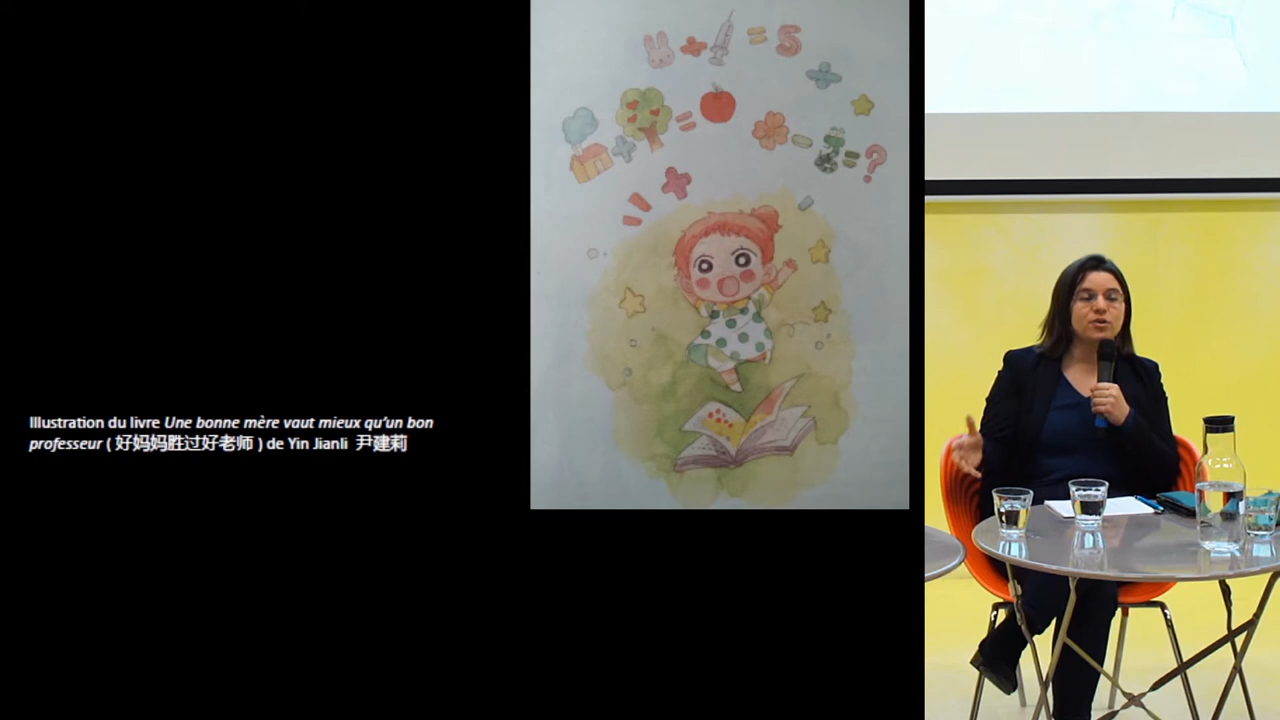 = 5
=
- = ?
Illustration du livre Une bonne mère vaut mieux qu'un bon
professeur ( 好妈妈胜过好老师 ) de Yin Jianli 尹建莉